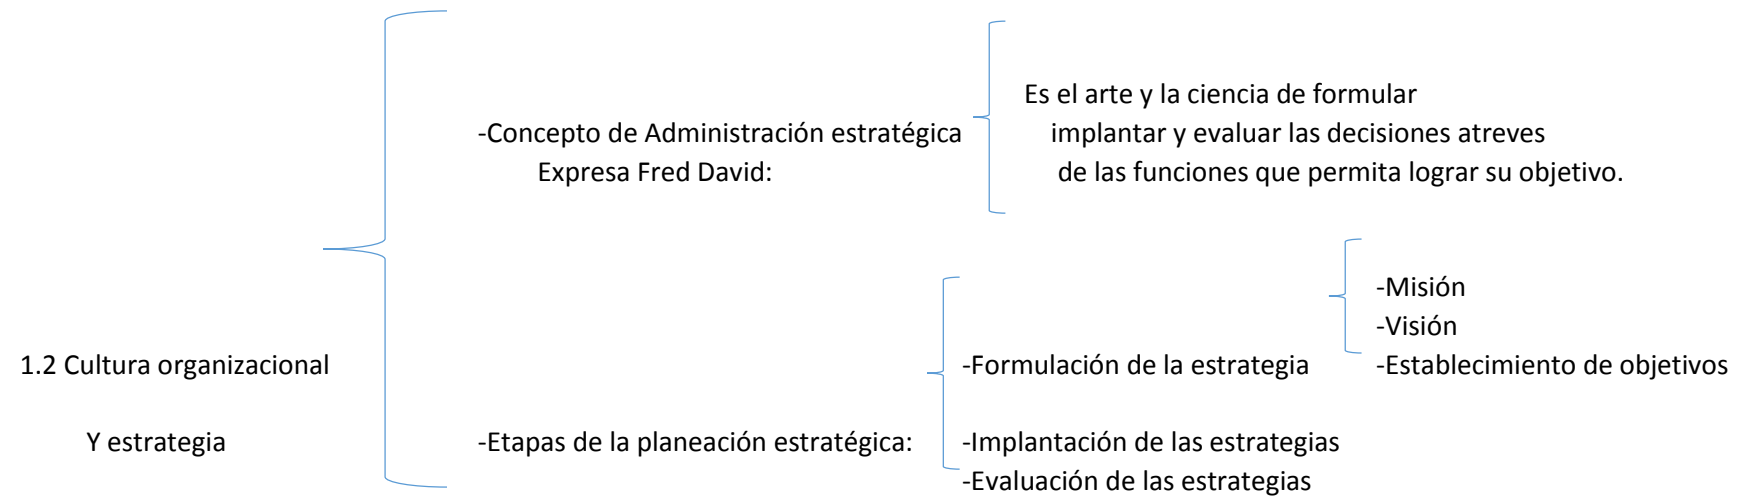 Es el arte y la ciencia de formular
-Concepto de Administración estratégica
implantar y evaluar las decisiones atreves
Expresa Fred David:
de las funciones que permita lograr su objetivo.
-Misión
-Visión
1.2 Cultura organizacional
-Formulación de la estrategia
-Establecimiento de objetivos
Y estrategia
-Etapas de la planeación estratégica:
-Implantación de las estrategias
-Evaluación de las estrategias